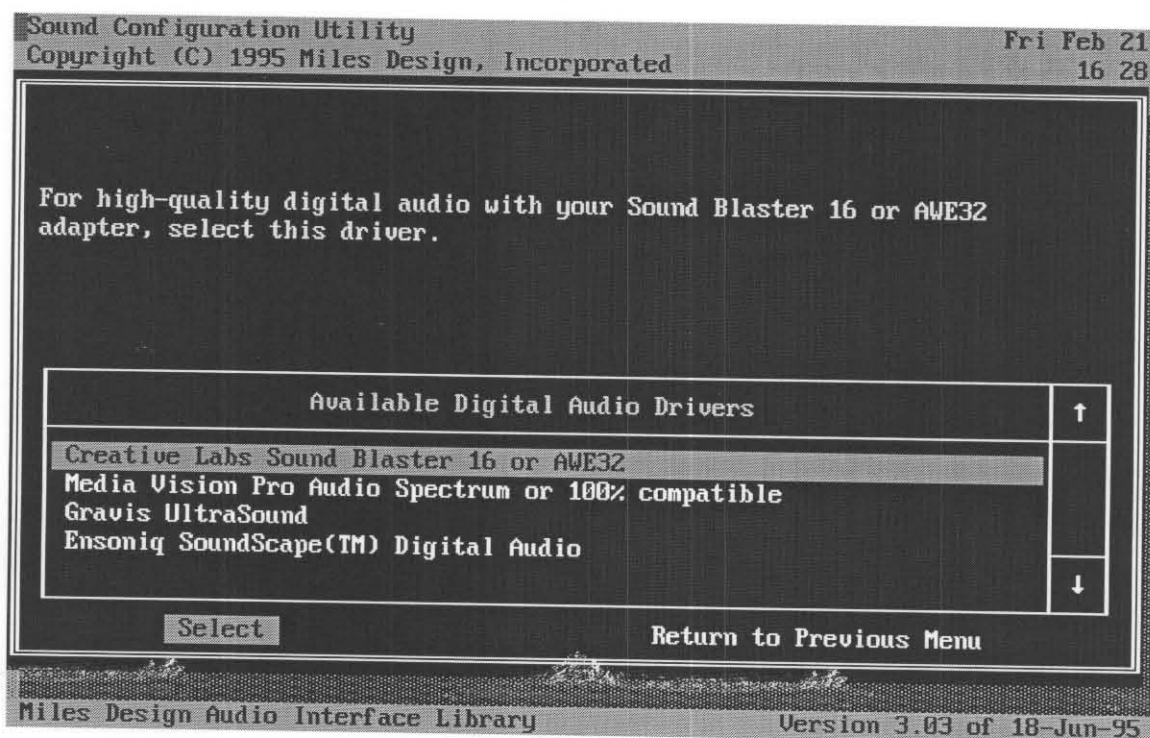 Sound Configuration Utility
Fri Feb 21
Copyright (C) 1995 Miles Design, Incorporated
16 28
For high-quality digital audio with your Sound Blaster 16 or AWE32
adapter, select this driver.
Available Digital Audio Drivers
↑
Creative Labs Sound Blaster 16 or AWE32
Media Vision Pro Audio Spectrum or 100% compatible
Gravis UltraSound
Ensoniq SoundScape(TM) Digital Audio
↓
Select
Return to Previous Menu
Miles Design Audio Interface Library
Version 3.03 of 18-Jun-95